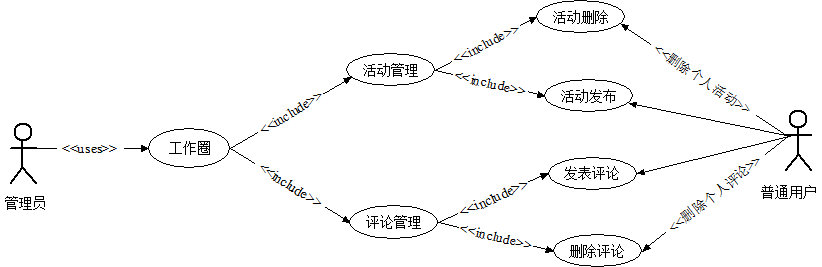 活动删除
<<include>>
<<删除个人活动>>
活动管理
<<include>>
活动发布
<<include>>
<<uses>>
工作圈
管理员
普通用户
<<include>>
发表评论
<<include>>
<<删除个人评论>>
评论管理
<<include>>
删除评论